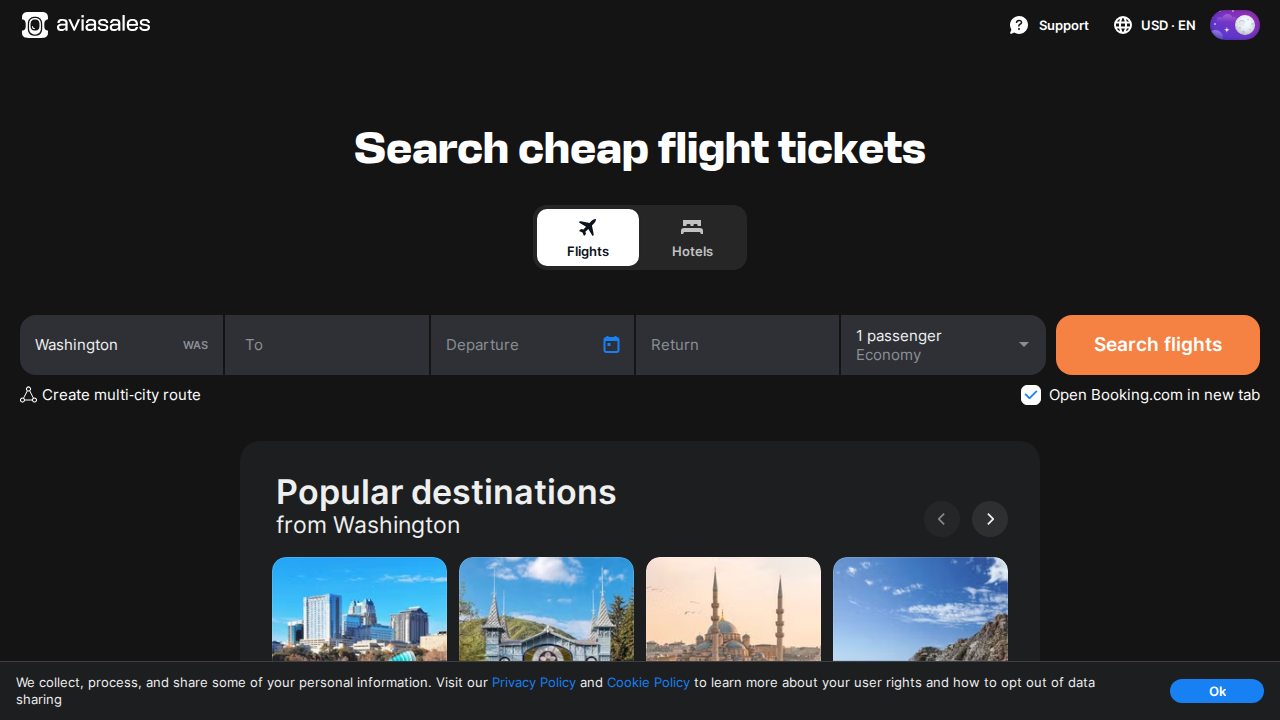 aviasales
Support
USD · EN
Search cheap flight tickets
Flights
Hotels
Washington
WAS
To
Departure
Return
1 passenger
Economy
Search flights
Create multi-city route
Open Booking.com in new tab
Popular destinations
from Washington
We collect, process, and share some of your personal information. Visit our Privacy Policy and Cookie Policy to learn more about your user rights and how to opt out of data
sharing
Ok